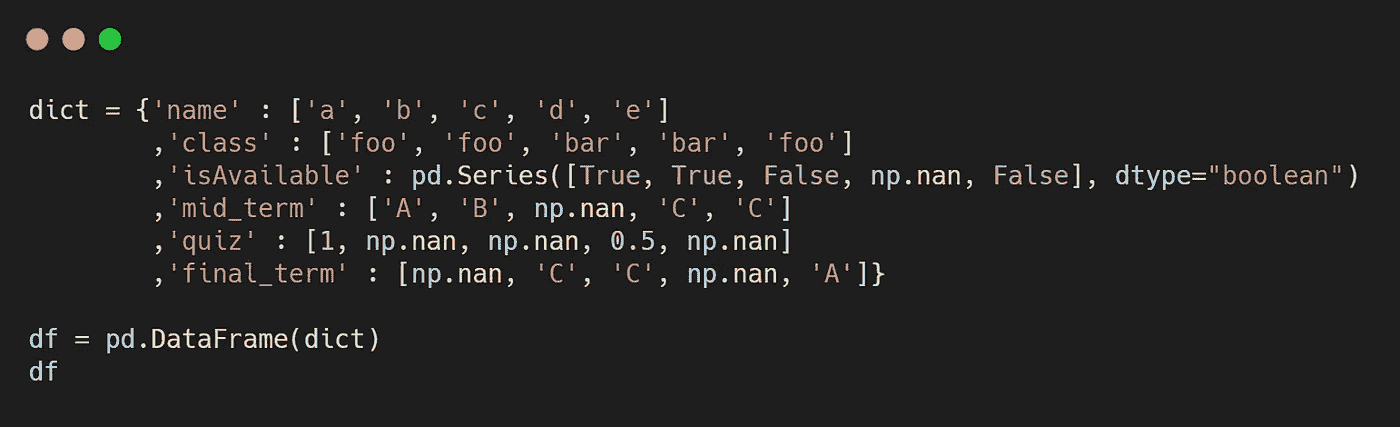 dict = {'name' : ['a', 'b', 'c', 'd', 'e']
,'class' : ['foo', 'foo', 'bar', 'bar', 'foo']
,'isAvailable' : pd.Series([True, True, False, np.nan, False], dtype="boolean")
,'mid_term' : ['A', 'B', np.nan, 'C', 'C']
,'quiz' : [1, np.nan, np.nan, 0.5, np.nan]
,'final_term' : [np.nan, 'C', 'C', np.nan, 'A']}
df = pd.DataFrame(dict)
df